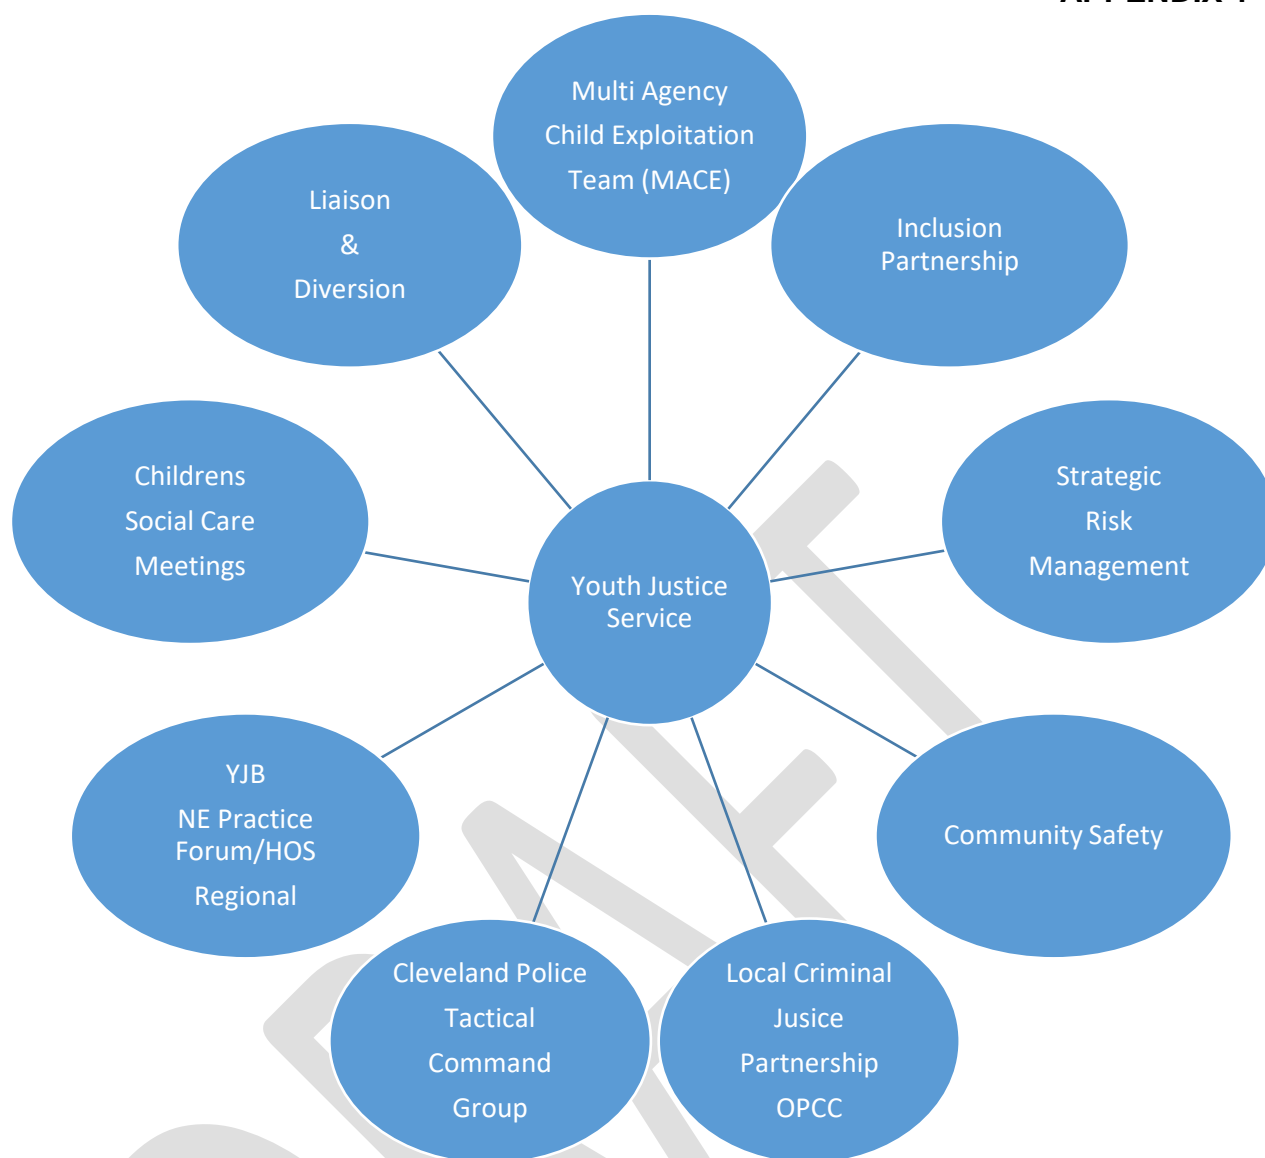 Multi Agency
Child Exploitation
Team (MACE)
Liaison
&
Diversion
Inclusion
Partnership
Childrens
Social Care
Meetings
Strategic
Risk
Management
Youth Justice
Service
YJB
NE Practice
Forum/HOS
Regional
Community Safety
Cleveland Police
Tactical
Command
Group
Local Criminal
Jusice
Partnership
OPCC